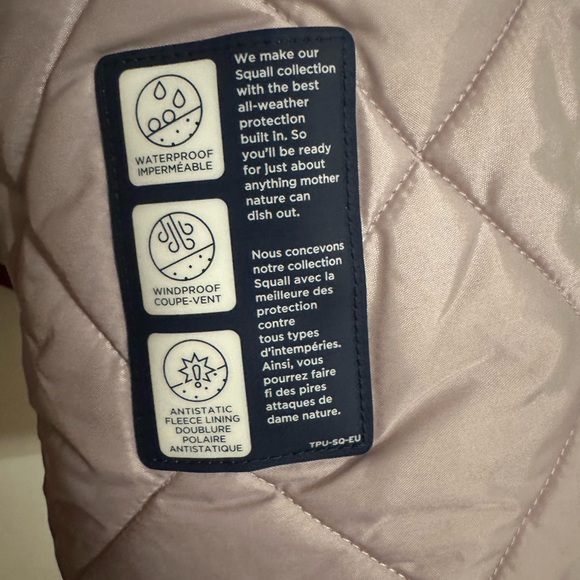 WATERPROOF
IMPERMÉABLE
WINDPROOF
COUPE-VENT
ANTISTATIC
FLEECE LINING
DOUBLURE
POLAIRE
ANTISTATIQUE
We make our
Squall collection
with the best
all-weather
protection
built in. So
you'll be ready
for just about
anything mother
nature can
dish out.
Nous concevons
notre collection
Squall avec la
meilleure des
protection
contre
tous types
d'intempéries.
Ainsi, vous
pourrez faire
fi des pires
attaques de
dame nature.
TPU-SO-EU